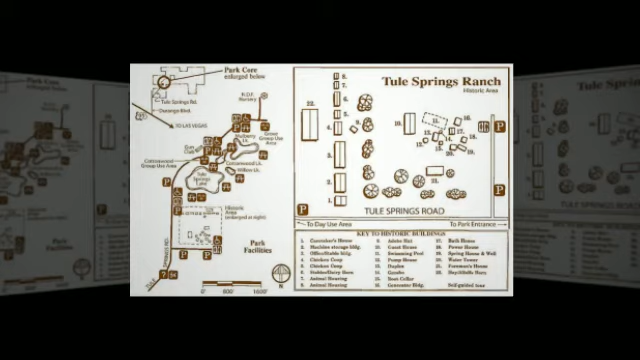 Park Core
enlarged below
Tule Springs Rd.
Durango Blvd.
TO LAS VEGAS
N.D.F.
Nursery
Grove
Group Use
Area
Mulberry
Cottonwood
Group Use Area
Cottonwood LA.
Willow LA.
Tule
Springs
Lake
Historic
Area
(enlarged at right)
Park
Facilities
N
0' 800' 1600'
Tule Springs Ranch
Historic Area
TULE SPRINGS ROAD
To Day Use Area
To Park Entrance
KEY TO HISTORIC BUILDINGS
1. Caretaker's House
2. Machine storage bldg.
3. Office/Stable bldg.
4. Chicken Coop
5. Chicken Coop
6. Stables/Dairy Barn
7. Animal Housing
8. Animal Housing
9. Adobe Hut
10. Guest House
11. Swimming Pool
12. Pump House
13. Duplex
14. Gazebo
15. Root Cellar
16. Generator Bldg.
17. Bath House
18. Power House
19. Spring House & Well
20. Water Tower
21. Foreman's House
22. Hay/Stable Barn
Self-guided tour